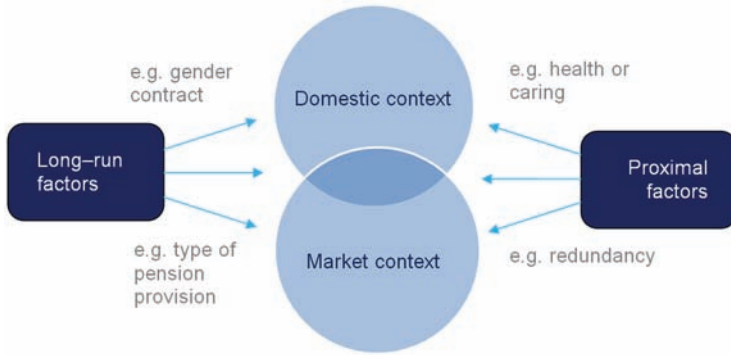 e.g. gender
contract
Domestic context
e.g. health or
caring
Long–run
factors
Proximal
factors
e.g. type of
pension
provision
Market context
e.g. redundancy